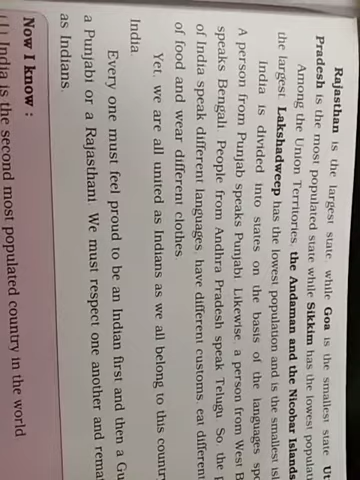 Rajasthan is the largest state, while Goa is the smallest state.
Pradesh is the most populated state while Sikkim has the lowest
Among the Union Territories, the Andaman and the Nicobar Islands
the largest. Lakshadweep has the lowest population and is the smallest
India is divided into states on the basis of the languages
A person from Punjab speaks Punjabi. Likewise, a person from West
speaks Bengali. People from Andhra Pradesh speak Telugu. So, the
of India speak different languages, have different customs, eat different
of food and wear different clothes.
Yet, we are all united as Indians as we all belong to this
India.
Every one must feel proud to be an Indian first and then a
a Punjabi or a Rajasthani. We must respect one another and
as Indians.
Now I know :
India is the second most populated country in the world.